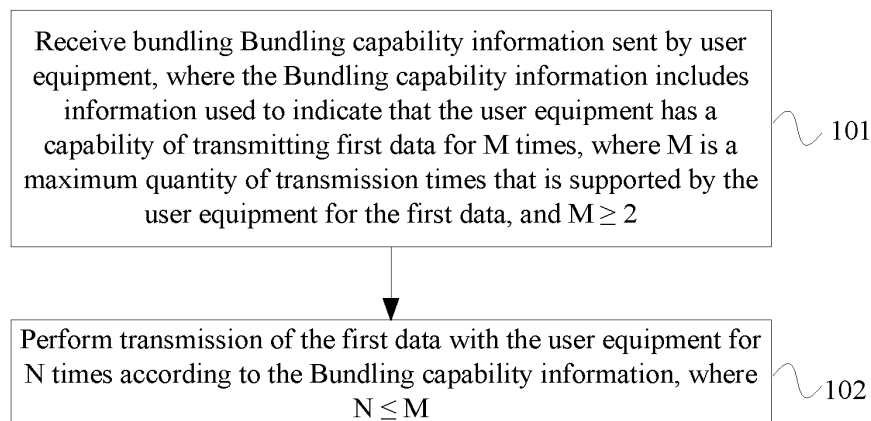 Receive bundling Bundling capability information sent by user
equipment, where the Bundling capability information includes
information used to indicate that the user equipment has a
capability of transmitting first data for M times, where M is a
maximum quantity of transmission times that is supported by the
user equipment for the first data, and M ≥ 2
101
Perform transmission of the first data with the user equipment for
N times according to the Bundling capability information, where
N ≤ M
102